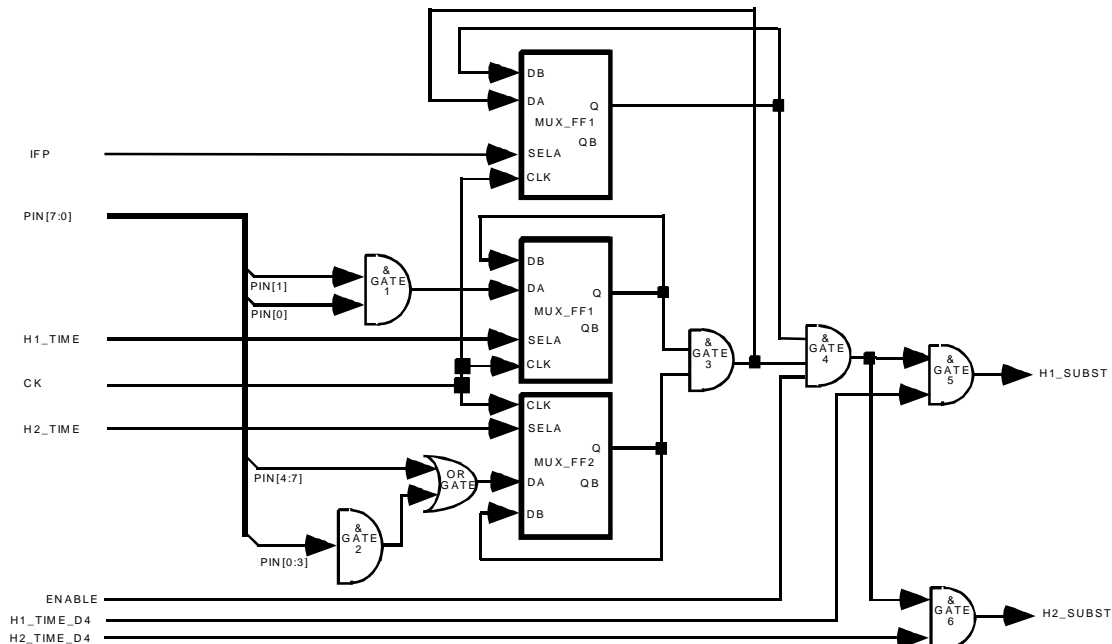 DB
DA
Q
MUX_FF1
QB
IFP
SELA
CLK
PIN[7:0]
&
GATE
1
DB
PIN[1]
DA
Q
PIN[0]
MUX_FF1
QB
H1_TIME
SELA
&
GATE
3
&
GATE
4
&
GATE
5
H1_SUBST
CLK
CK
CLK
H2_TIME
SELA
Q
MUX_FF2
OR
GATE
PIN[4:7]
DA
QB
DB
&
GATE
2
PIN[0:3]
ENABLE
&
GATE
6
H2_SUBST
H1_TIME_D4
H2_TIME_D4